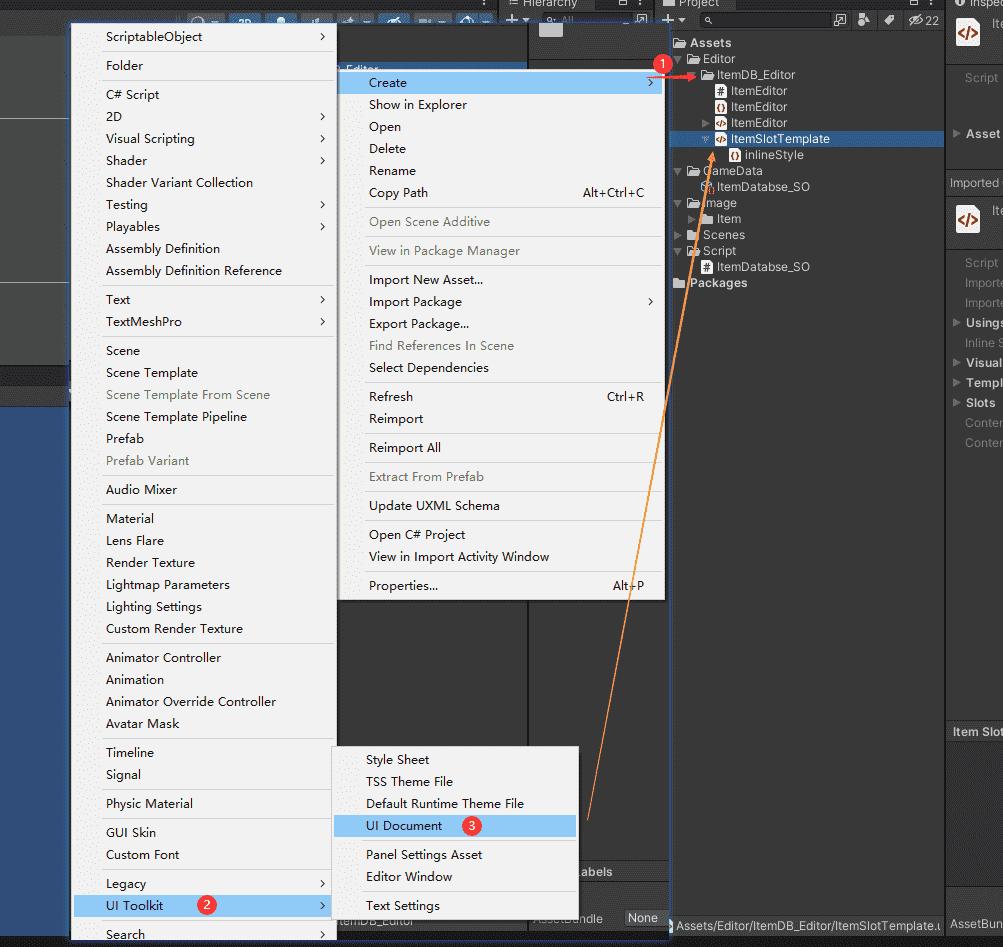 Hierarchy
Project
All
22
ScriptableObject
Folder
C# Script
2D
Visual Scripting
Shader
Shader Variant Collection
Testing
Playables
Assembly Definition
Assembly Definition Reference
Text
TextMeshPro
Scene
Scene Template
Scene Template From Scene
Scene Template Pipeline
Prefab
Prefab Variant
Audio Mixer
Material
Lens Flare
Render Texture
Lightmap Parameters
Lighting Settings
Custom Render Texture
Animator Controller
Animation
Animator Override Controller
Avatar Mask
Timeline
Signal
Physic Material
GUI Skin
Custom Font
Legacy
UI Toolkit
2
Search
1
Create
Show in Explorer
Open
Delete
Rename
Copy Path Alt+Ctrl+C
Open Scene Additive
View in Package Manager
Import New Asset...
Import Package
Export Package...
Find References In Scene
Select Dependencies
Refresh Ctrl+R
Reimport
Reimport All
Extract From Prefab
Update UXML Schema
Open C# Project
View in Import Activity Window
Properties... Alt+P
Style Sheet
TSS Theme File
Default Runtime Theme File
UI Document
3
Panel Settings Asset
Editor Window
Text Settings
AssetBundle
None
Assets
Editor
ItemDB_Editor
ItemEditor
ItemEditor
ItemEditor
ItemSlotTemplate
inlineStyle
GameData
ItemDatabse_SO
Image
Item
Scenes
Script
ItemDatabse_SO
Packages
Assets/Editor/ItemDB_Editor/ItemSlotTemplate.u
Script
Asset
Imported
Script
Importe
Importe
Usings
Inline S
Visual
Templ
Slots
Conter
Conter
Item Slot
AssetBun